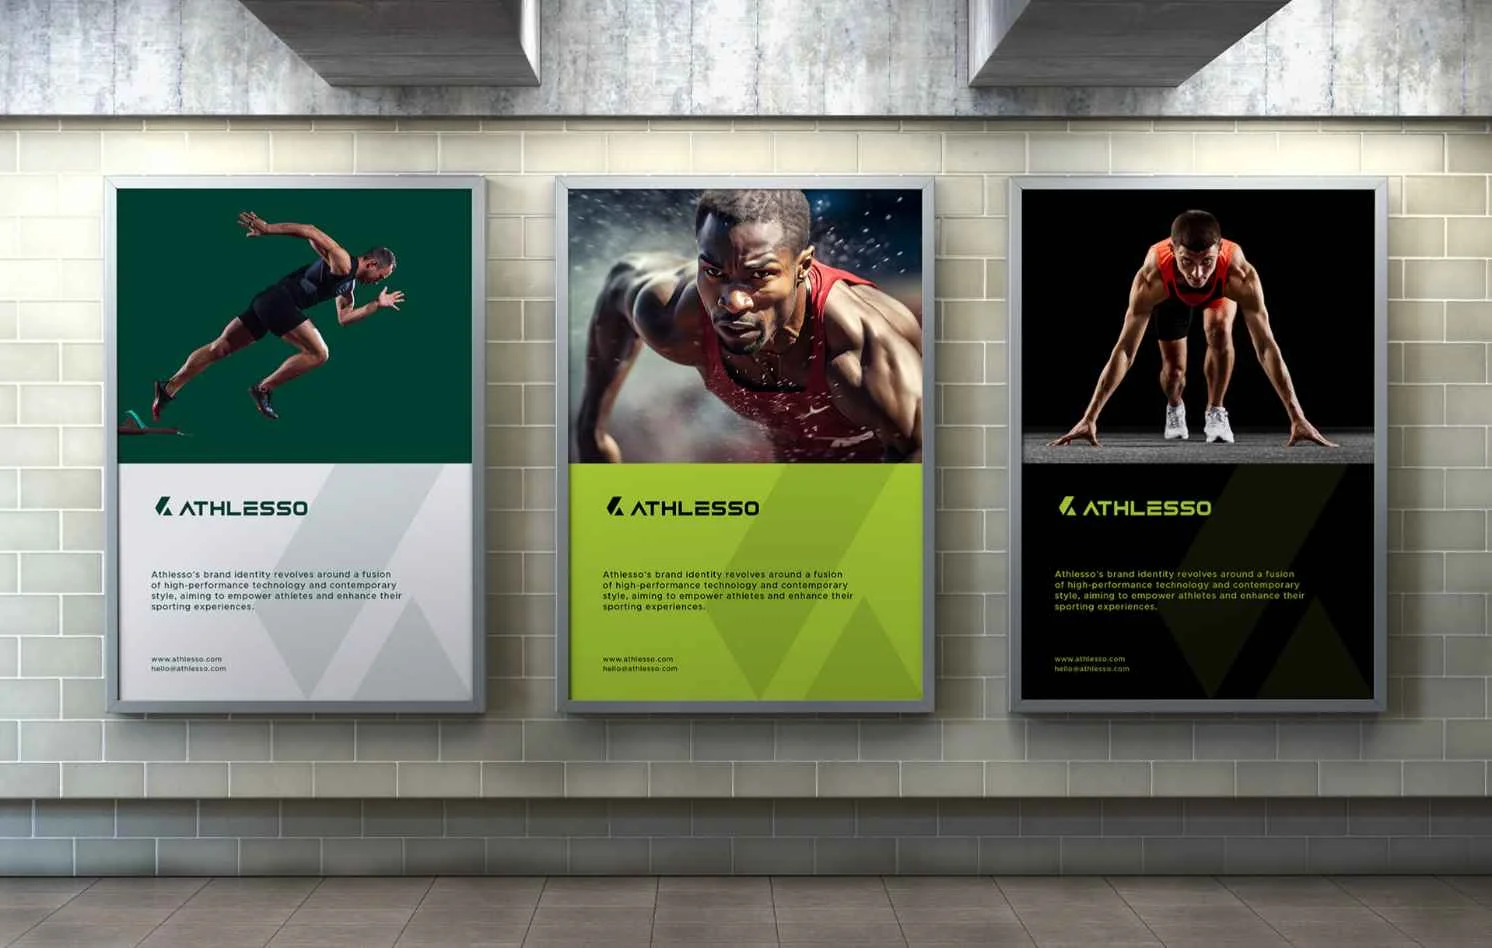 ATHLESSO
Athlesso's brand identity revolves around a fusion
of high-performance technology and contemporary
style, aiming to empower athletes and enhance their
sporting experiences.
www.athlesso.com
hello@athlesso.com
ATHLESSO
Athlesso's brand identity revolves around a fusion
of high-performance technology and contemporary
style, aiming to empower athletes and enhance their
sporting experiences.
www.athlesso.com
hello@athlesso.com
ATHLESSO
Athlesso's brand identity revolves around a fusion
of high-performance technology and contemporary
style, aiming to empower athletes and enhance their
sporting experiences.
www.athlesso.com
hello@athlesso.com